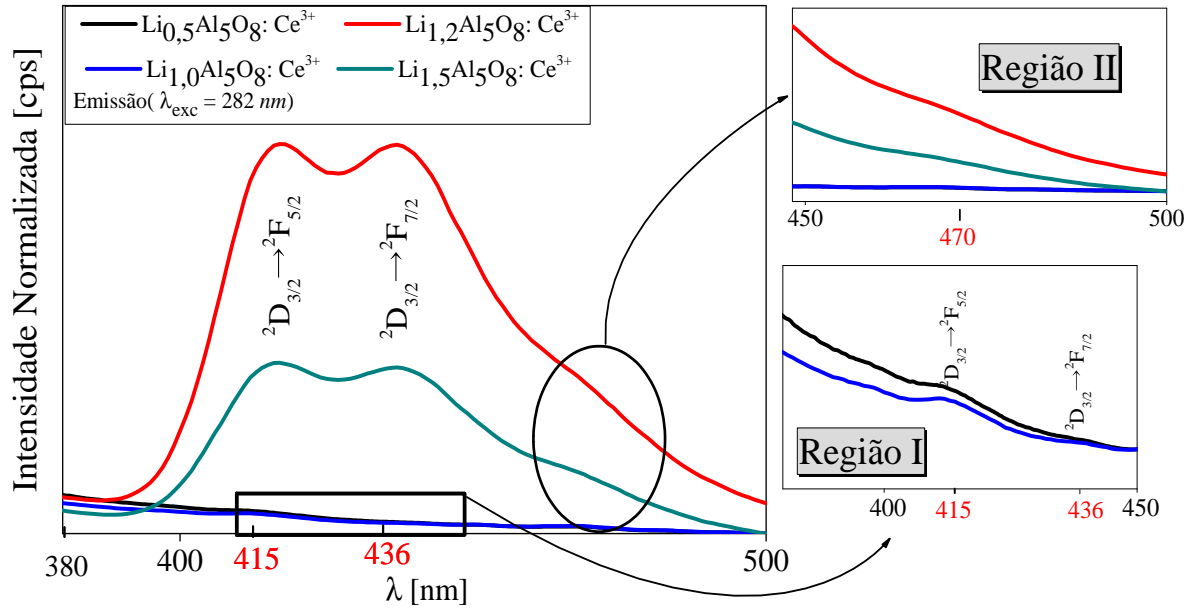 Intensidade Normalizada [cps]
Li0,5Al5O8: Ce3+
Li1,2Al5O8: Ce3+
Li1,0Al5O8: Ce3+
Li1,5Al5O8: Ce3+
Emissão( λexc = 282 nm)
2D3/2 →2F5/2
2D3/2 →2F7/2
380
400
415
436
500
λ [nm]
Região II
450
470
500
2D3/2 →2F5/2
2D3/2 →2F7/2
Região I
400
415
436
450